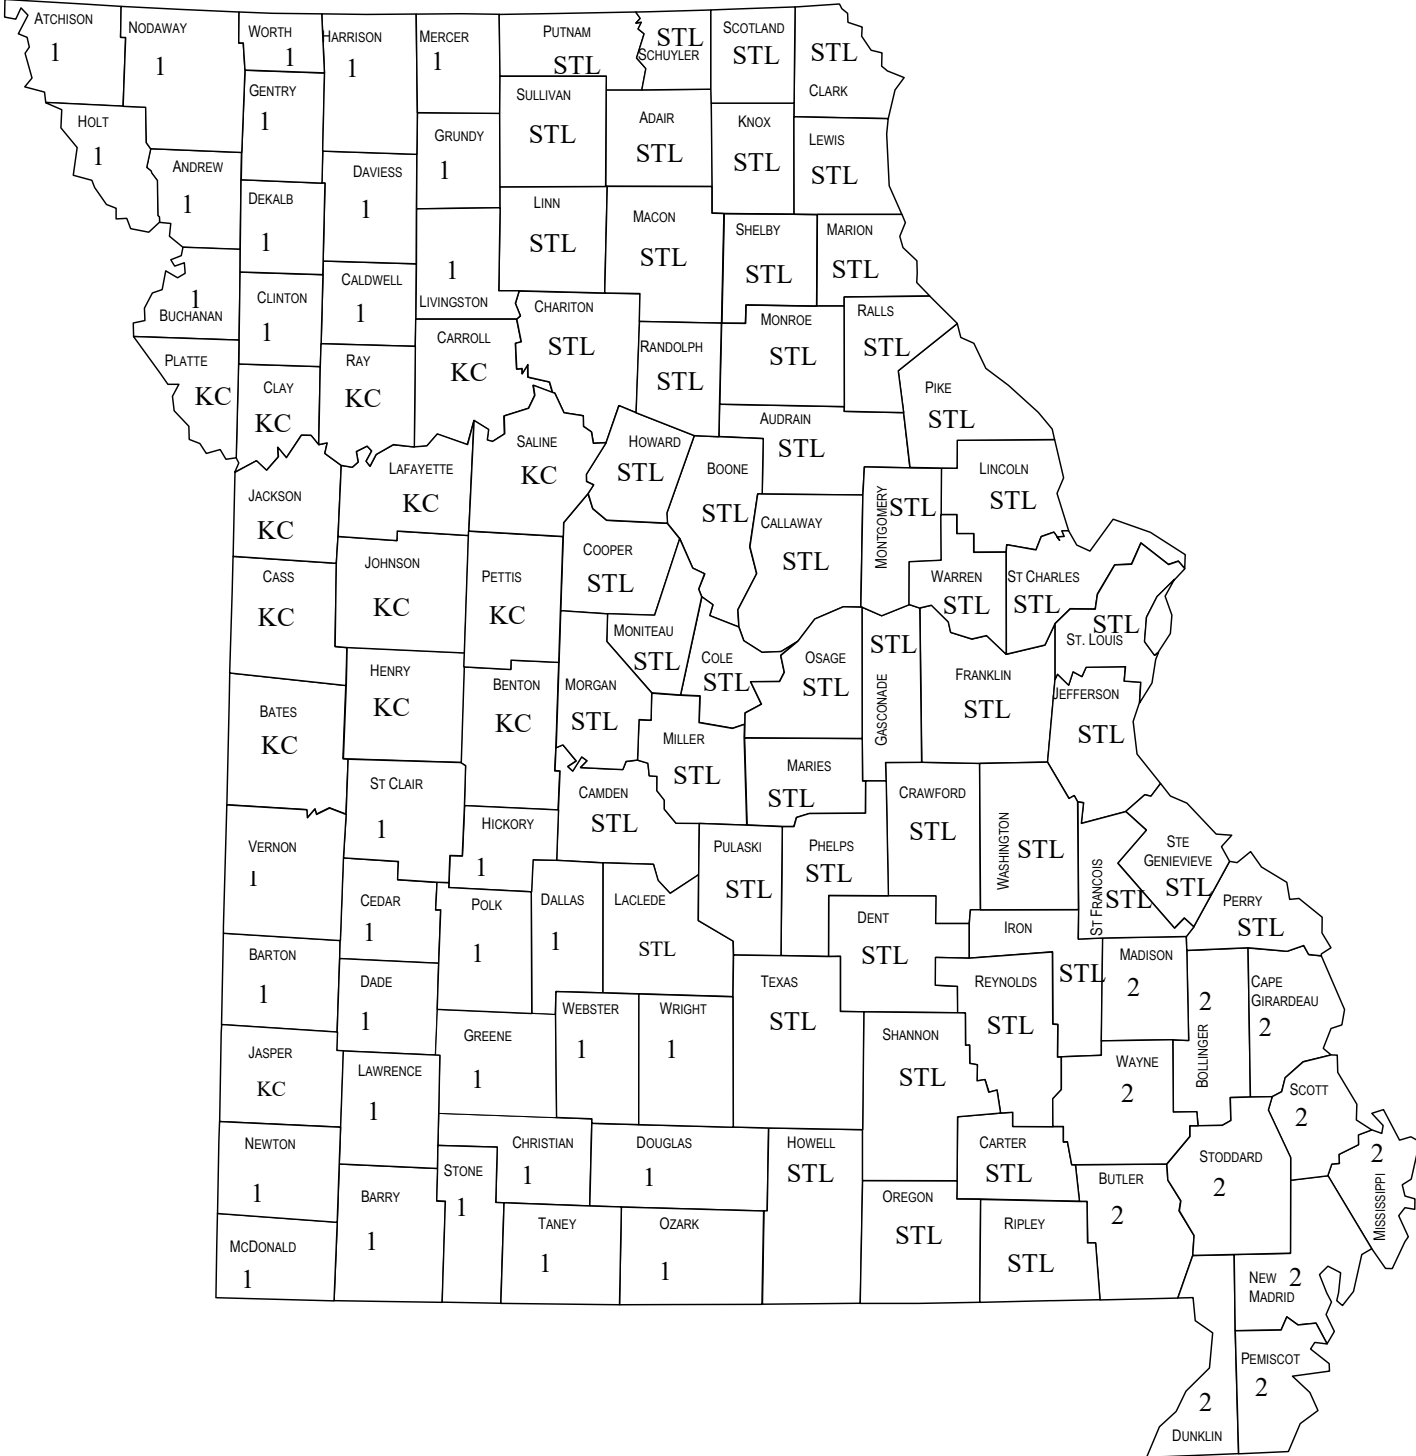 ATCHISON
1
NODAWAY
1
WORTH
1
HARRISON
1
MERCER
1
PUTNAM
STL
STL
SCHUYLER
SCOTLAND
STL
STL
CLARK
HOLT
1
GENTRY
1
GRUNDY
1
SULLIVAN
STL
ADAIR
STL
KNOX
STL
LEWIS
STL
ANDREW
1
DEKALB
1
DAVIESS
1
1
LIVINGSTON
LINN
STL
MACON
STL
SHELBY
STL
MARION
STL
1
BUCHANAN
CLINTON
1
CALDWELL
1
CARROLL
KC
CHARITON
STL
RANDOLPH
STL
MONROE
STL
RALLS
STL
PLATTE
KC
CLAY
KC
RAY
KC
PIKE
STL
AUDRAIN
STL
SALINE
KC
HOWARD
STL
BOONE
STL
LAFAYETTE
KC
JACKSON
KC
CALLAWAY
STL
MONTGOMERY
STL
LINCOLN
STL
COOPER
STL
JOHNSON
KC
PETTIS
KC
CASS
KC
WARREN
STL
ST CHARLES
STL
STL
ST. LOUIS
MONITEAU
STL
COLE
STL
OSAGE
STL
STL
GASCONADE
FRANKLIN
STL
JEFFERSON
STL
HENRY
KC
BENTON
KC
MORGAN
STL
BATES
KC
MILLER
STL
MARIES
STL
ST CLAIR
1
CAMDEN
STL
CRAWFORD
STL
WASHINGTON
STL
HICKORY
1
VERNON
1
PULASKI
STL
PHELPS
STL
ST FRANCOIS
STL
STE
GENIEVIEVE
STL
PERRY
STL
CEDAR
1
POLK
1
DALLAS
1
LACLEDE
STL
DENT
STL
IRON
STL
MADISON
2
BARTON
1
DADE
1
TEXAS
STL
REYNOLDS
STL
2
BOLLINGER
CAPE
GIRARDEAU
2
WEBSTER
1
WRIGHT
1
GREENE
1
SHANNON
STL
JASPER
KC
LAWRENCE
1
WAYNE
2
SCOTT
2
NEWTON
1
STONE
1
CHRISTIAN
1
DOUGLAS
1
HOWELL
STL
CARTER
STL
STODDARD
2
2
MISSISSIPPI
BARRY
1
BUTLER
2
OREGON
STL
RIPLEY
STL
MCDONALD
1
TANEY
1
OZARK
1
NEW
MADRID
2
PEMISCOT
2
2
DUNKLIN